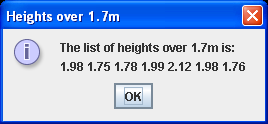 Heights over 1.7m
The list of heights over 1.7m is:
1.98 1.75 1.78 1.99 2.12 1.98 1.76
OK